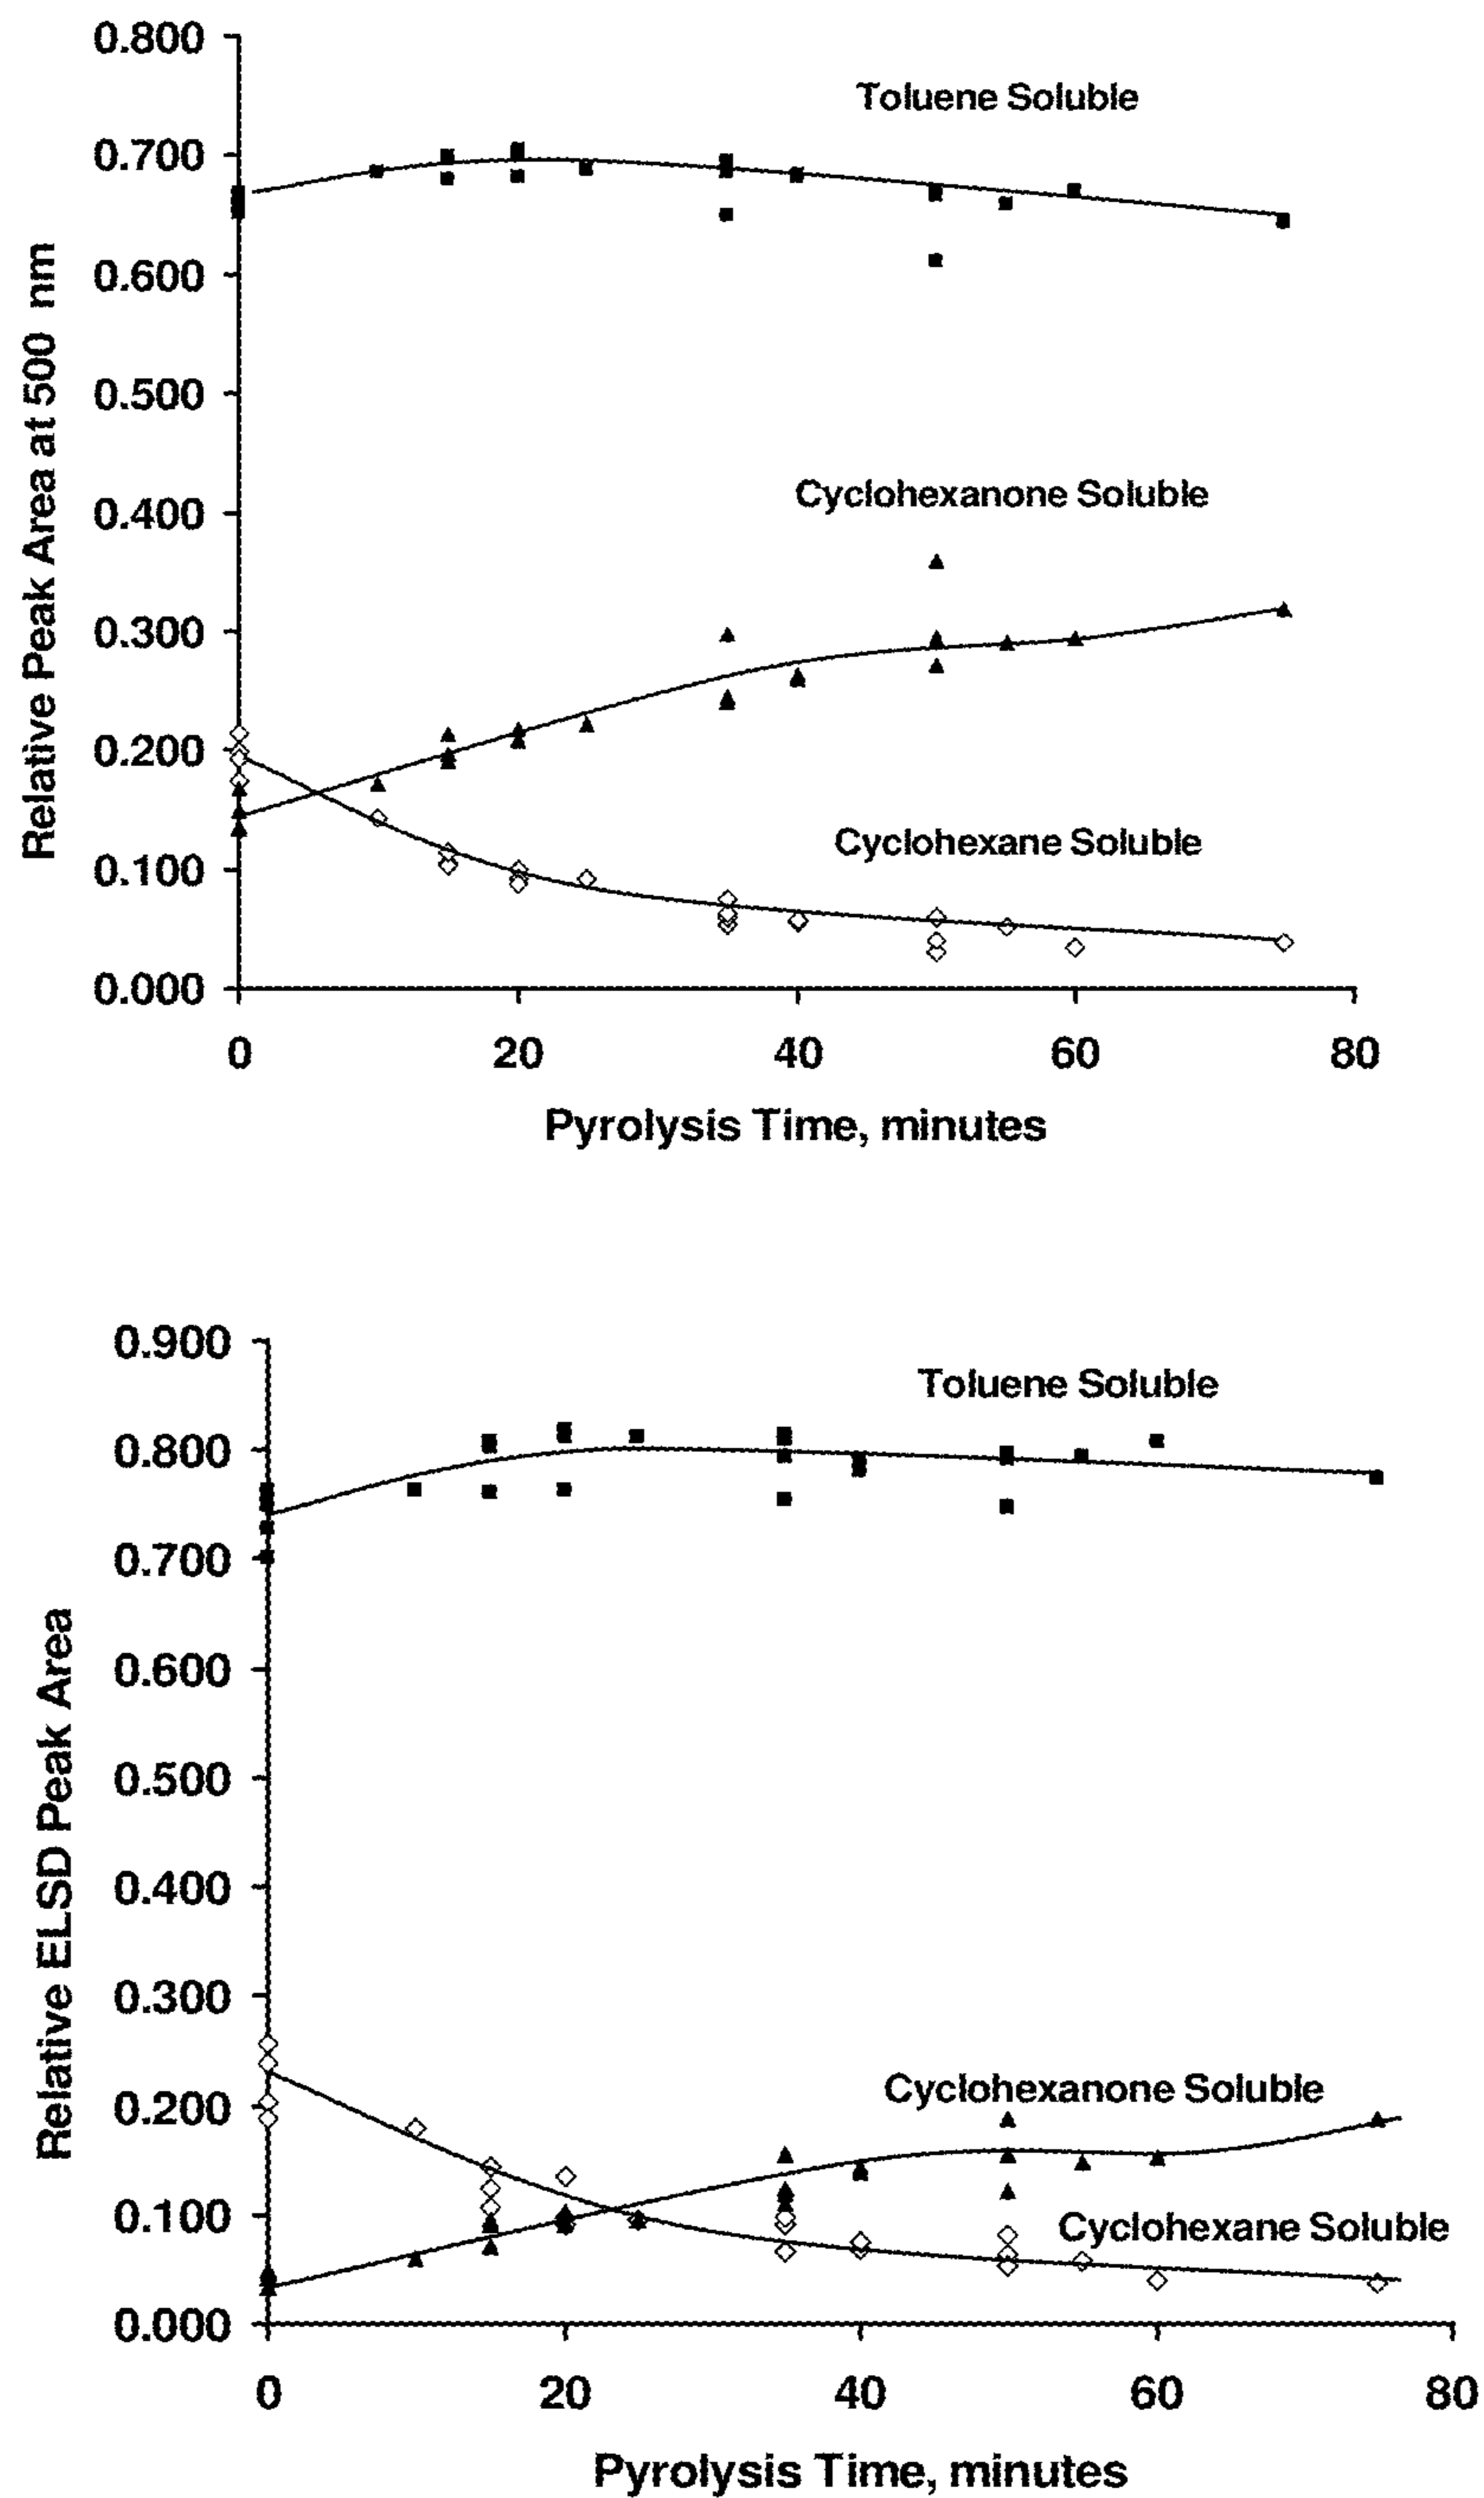 0.800
Toluene Soluble
0.700
0.600
0.500
Cyclohexanone Soluble
0.400
0.300
0.200
Cyclohexane Soluble
0.100
0.000
Relative Peak Area at 500 nm
0 20 40 60 80
Pyrolysis Time, minutes
0.900
Toluene Soluble
0.800
0.700
0.600
0.500
0.400
0.300
Cyclohexanone Soluble
0.200
0.100
Cyclohexane Soluble
0.000
Relative ELSD Peak Area
0 20 40 60 80
Pyrolysis Time, minutes